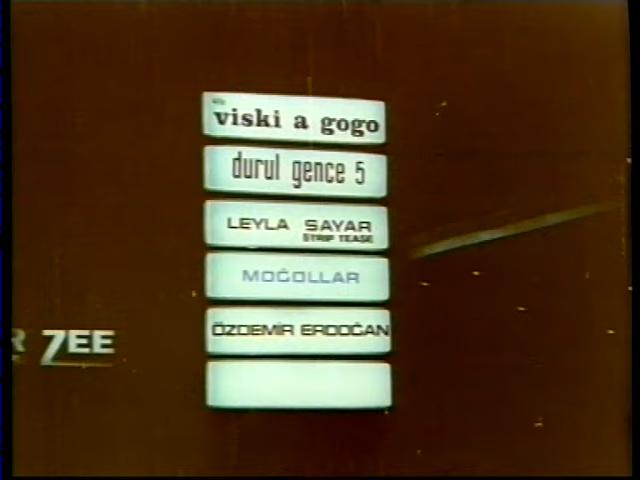 viski a gogo
durul gence 5
LEYLA SAYAR
STRIP TEASE
MOĞOLLAR
ÖZDEMİR ERDOĞAN
R ZEE